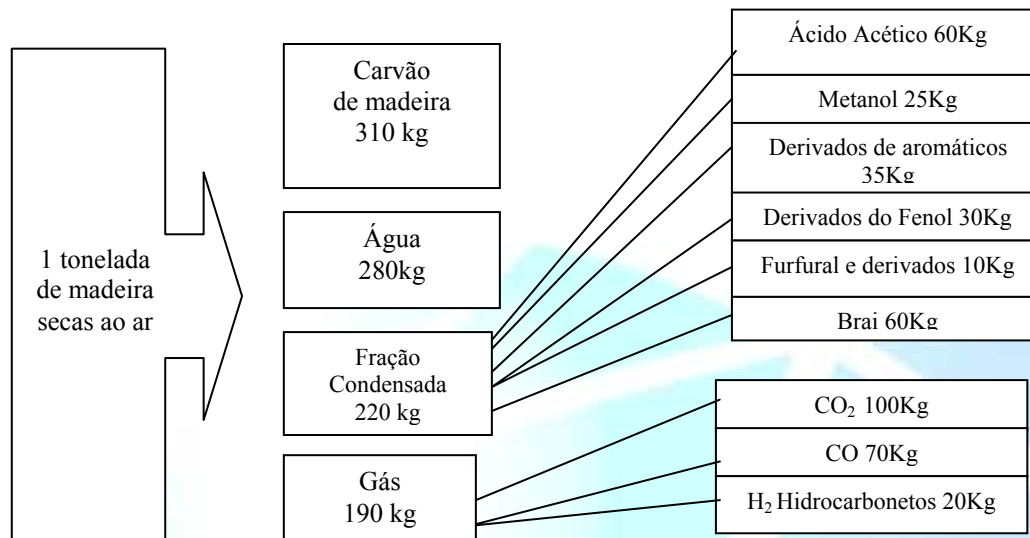 1 tonelada
de madeira
secas ao ar
Carvão
de madeira
310 kg
Água
280kg
Fração
Condensada
220 kg
Gás
190 kg
Ácido Acético 60Kg
Metanol 25Kg
Derivados de aromáticos
35Kg
Derivados do Fenol 30Kg
Furfural e derivados 10Kg
Brai 60Kg
CO₂ 100Kg
CO 70Kg
H₂ Hidrocarbonetos 20Kg